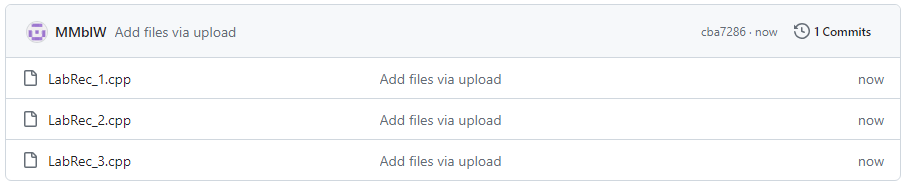 MMbIW Add files via upload cba7286 · now 1 Commits
LabRec_1.cpp Add files via upload now
LabRec_2.cpp Add files via upload now
LabRec_3.cpp Add files via upload now